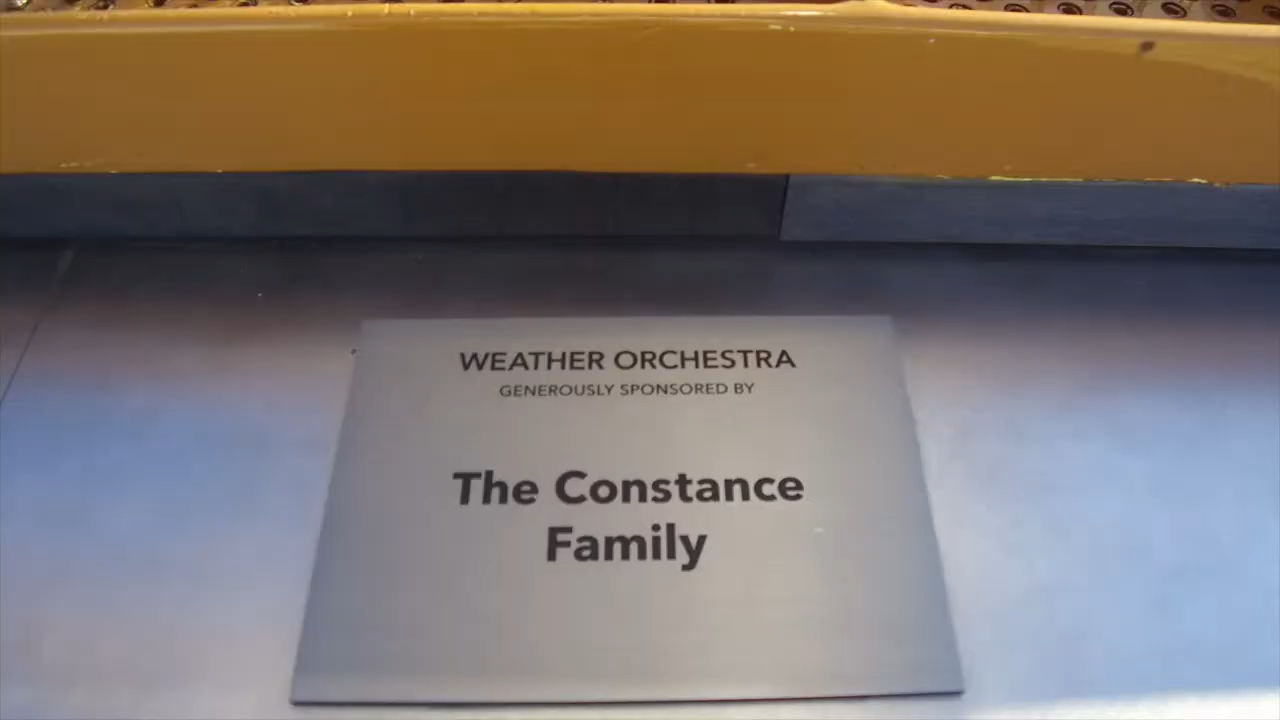 WEATHER ORCHESTRA
GENEROUSLY SPONSORED BY
The Constance
Family